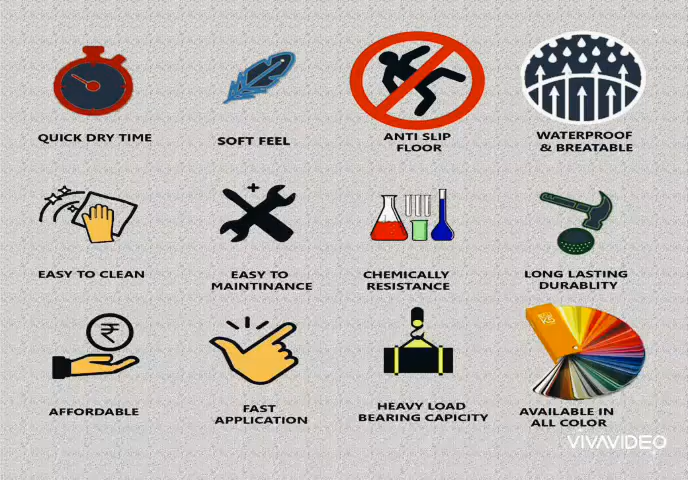 QUICK DRY TIME
SOFT FEEL
ANTI SLIP
FLOOR
WATERPROOF
& BREATABLE
EASY TO CLEAN
EASY TO
MAINTINANCE
CHEMICALLY
RESISTANCE
LONG LASTING
DURABLITY
₹
AFFORDABLE
FAST
APPLICATION
HEAVY LOAD
BEARING CAPICITY
K5
AVAILABLE IN
ALL COLOR
VIVAVIDEO